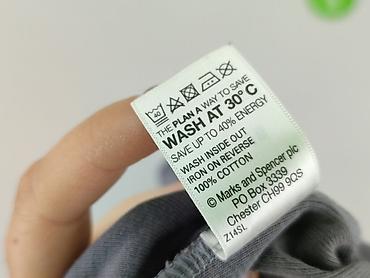 40
THE PLAN A WAY TO SAVE
WASH AT 30°C
SAVE UP TO 40% ENERGY
WASH INSIDE OUT
IRON ON REVERSE
100% COTTON
© Marks and Spencer plc
PO Box 3339
Chester CH99 9QS
Z14SL